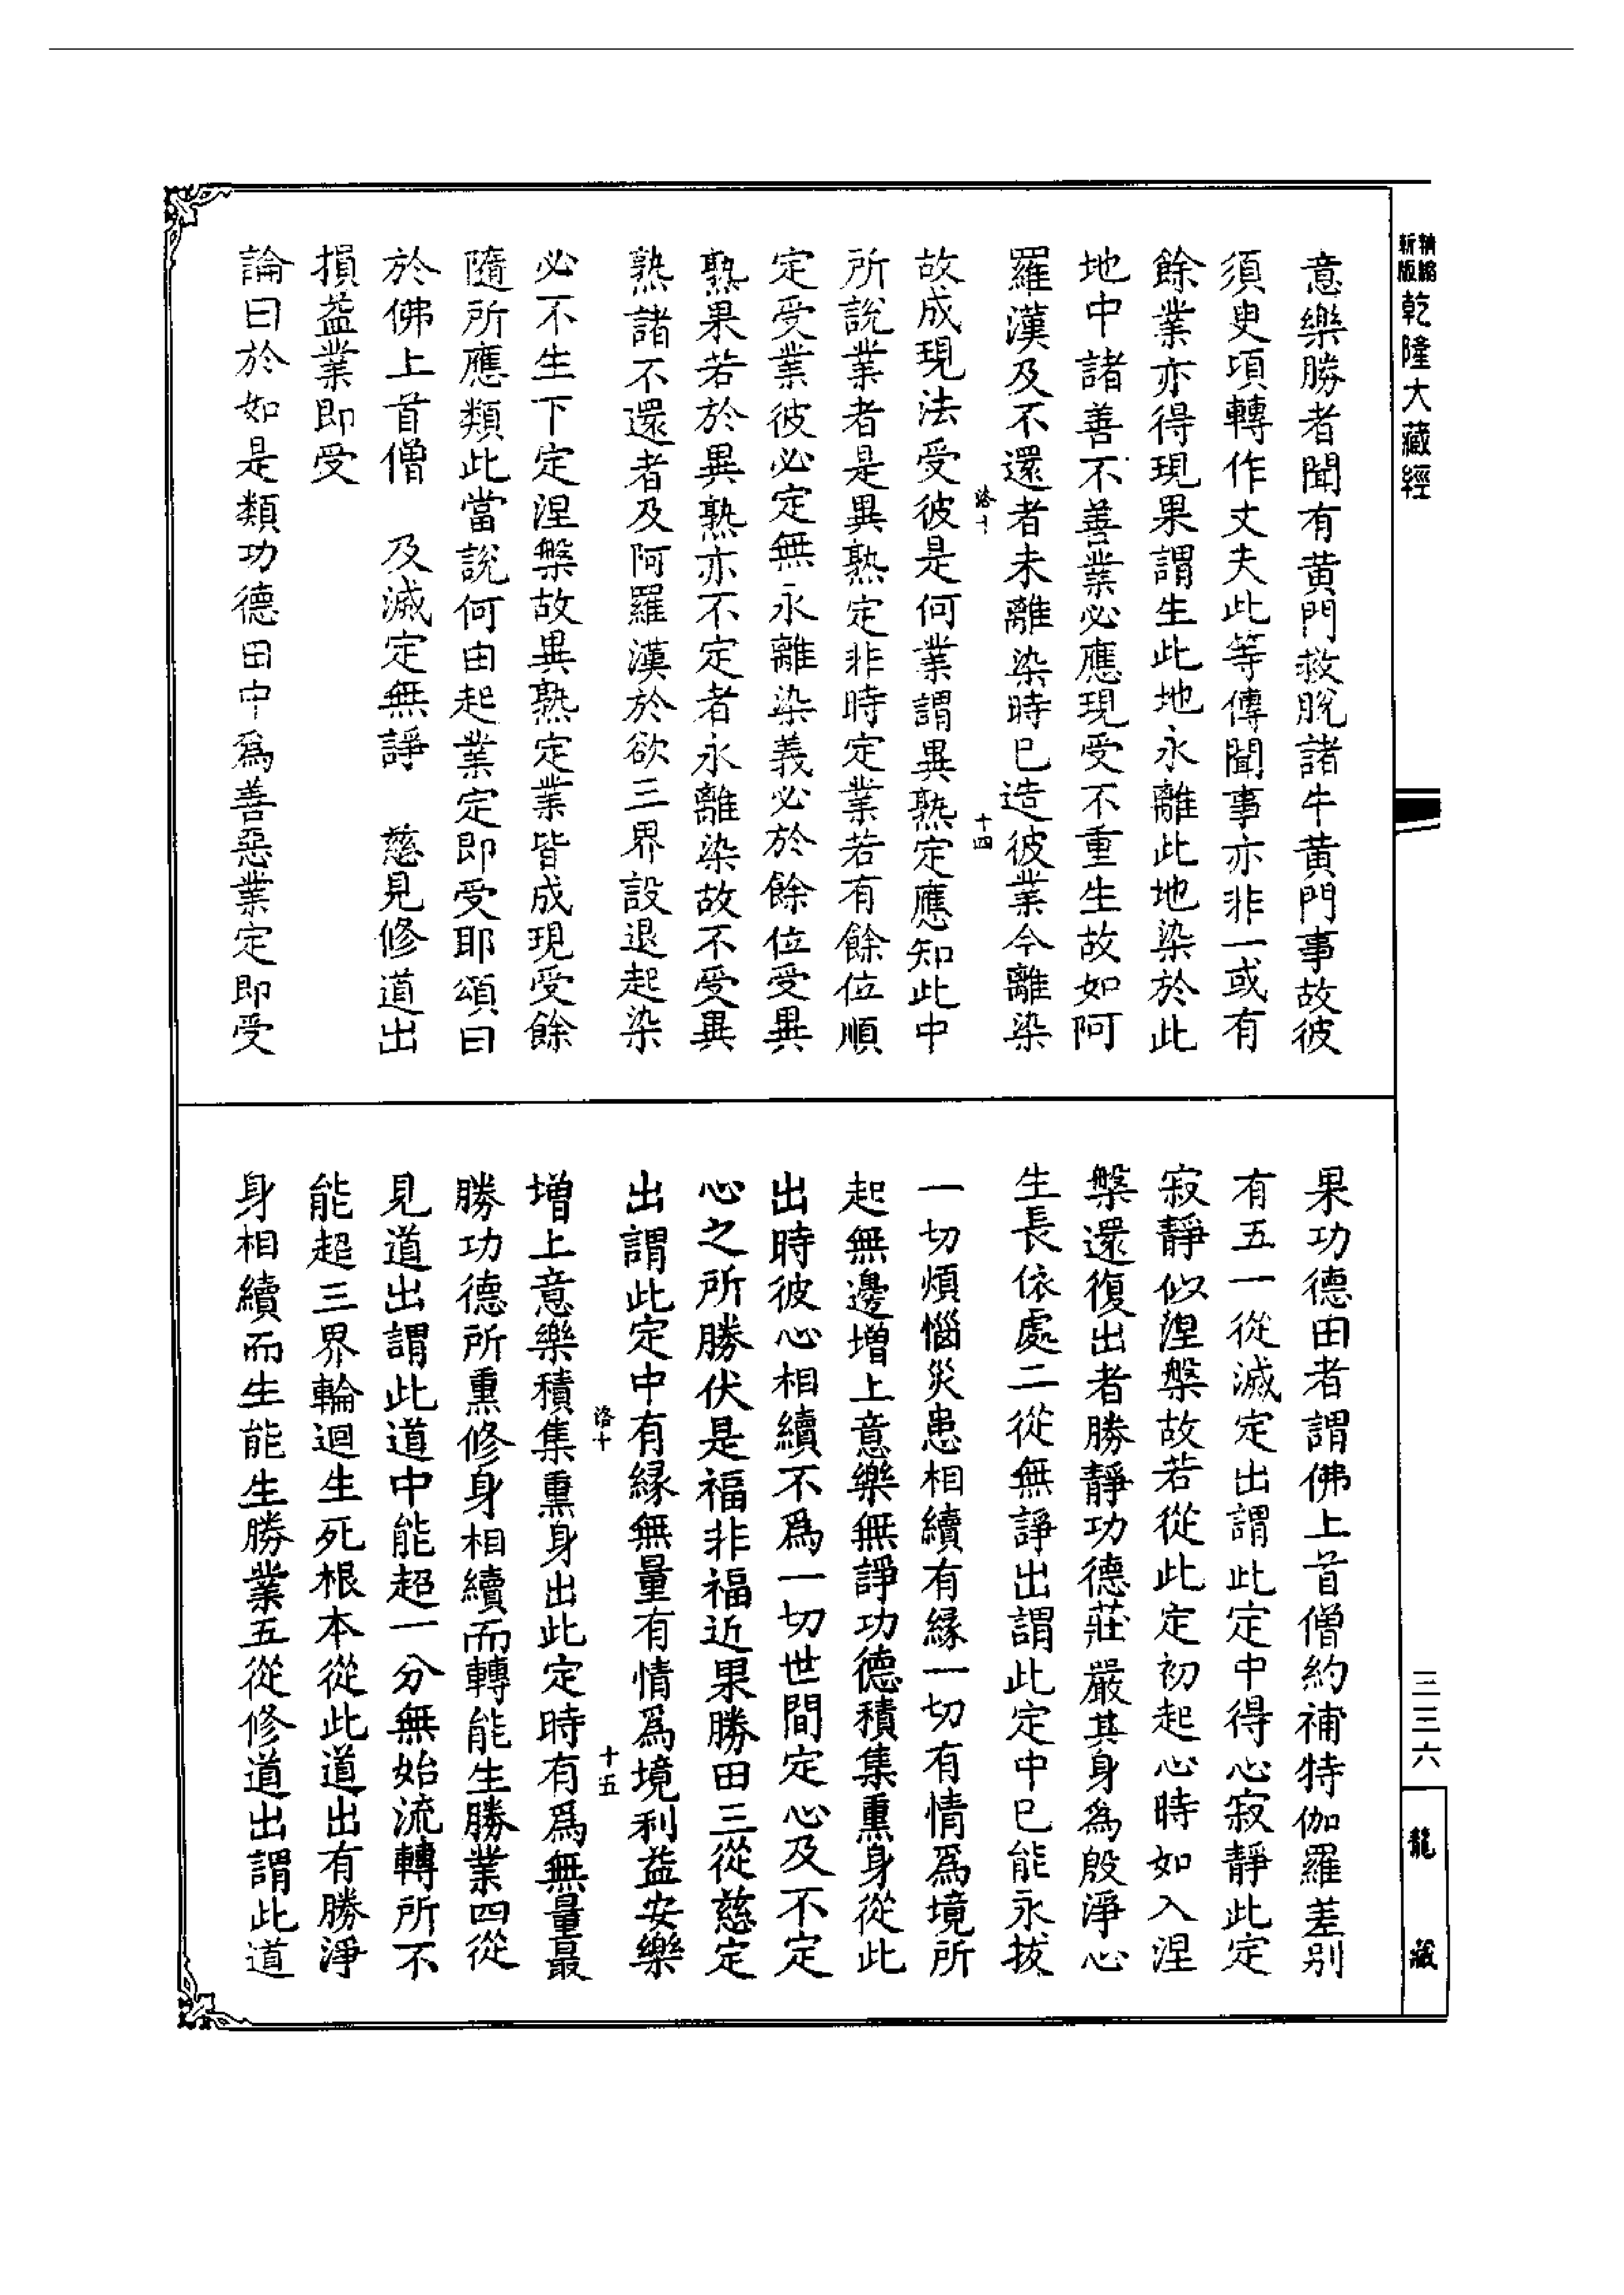 精縮新版乾隆大藏經
意樂勝者聞有黄門救脫諸牛黄門事故彼
須㬰頃轉作丈夫此等傳聞事亦非一或有
餘業亦得現果謂生此地永離此地染於此
地中諸善不善業必應現受不重生故如阿
羅漢及不還者未離染時已造彼業今離染
洛十 十四
故成現法受彼是何業謂異熟定應知此中
所說業者是異熟定非時定業若有餘位順
定受業彼必定無永離染義必於餘位受異
熟果若於異熟亦不定者永離染故不受異
熟諸不還者及阿羅漢於欲三界設退起染
必不生下定涅槃故異熟定業皆成現受餘
隨所應類此當說何由起業定即受耶頌曰
於佛上首僧 及滅定無諍 慈見修道出
損益業即受
論曰於如是類功德田中爲善惡業定即受
果功德田者謂佛上首僧約補特伽羅差别
有五一從滅定出謂此定中得心寂靜此定
寂靜似涅槃故若從此定初起心時如入涅
槃還復出者勝靜功德莊嚴其身爲殷淨心
生長依處二從無諍出謂此定中已能永拔
一切煩惱災患相續有緣一切有情爲境所
起無邊增上意樂無諍功德積集熏身從此
出時彼心相續不爲一切世間定心及不定
心之所勝伏是福非福近果勝田三從慈定
出謂此定中有緣無量有情爲境利益安樂
洛十 十五
增上意樂積集熏身出此定時有爲無量最
勝功德所熏修身相續而轉能生勝業四從
見道出謂此道中能超一分無始流轉所不
能超三界輪迴生死根本從此道出有勝淨
身相續而生能生勝業五從修道出謂此道
三三六
龍藏